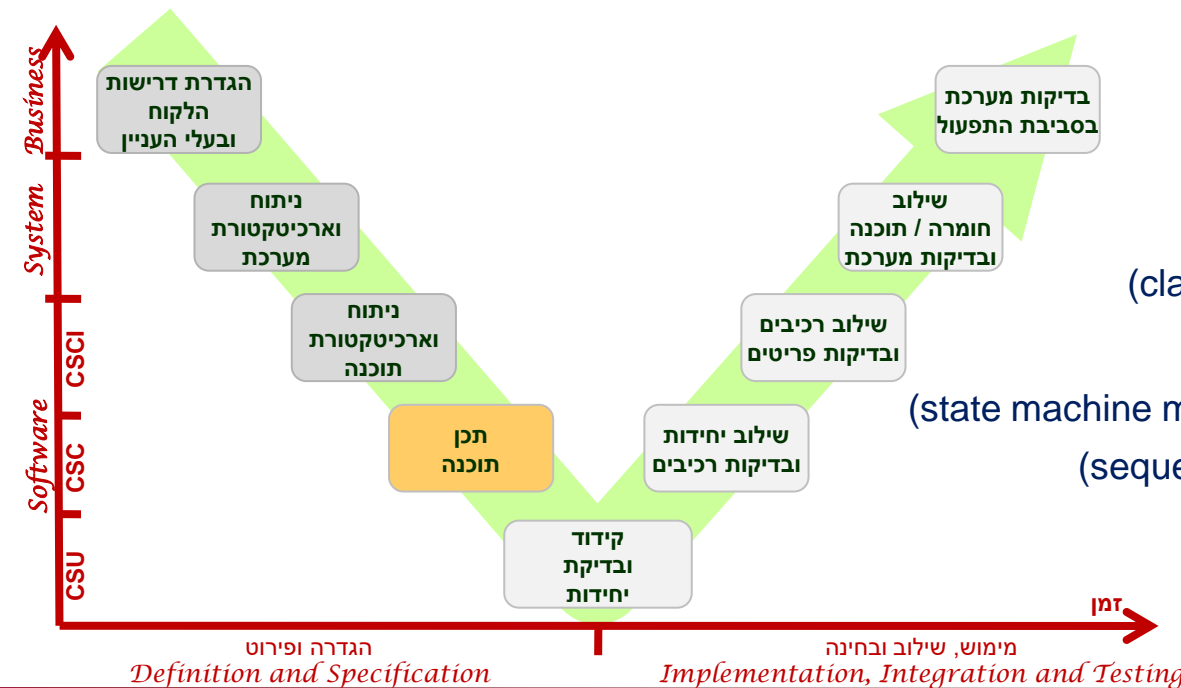 Business
System
Software
CSCI
CSC
CSU
הגדרת דרישות
הלקוח
ובעלי העניין
ניתוח
וארכיטקטורת
מערכת
ניתוח
וארכיטקטורת
תוכנה
תכן
תוכנה
קידוד
ובדיקת
יחידות
שילוב יחידות
ובדיקות רכיבים
שילוב רכיבים
ובדיקות פריטים
שילוב
חומרה / תוכנה
ובדיקות מערכת
בדיקות מערכת
בסביבת התפעול
(cla
(state machine m
(seque
זמן
הגדרה ופירוט
Definition and Specification
מימוש, שילוב ובחינה
Implementation, Integration and Testing